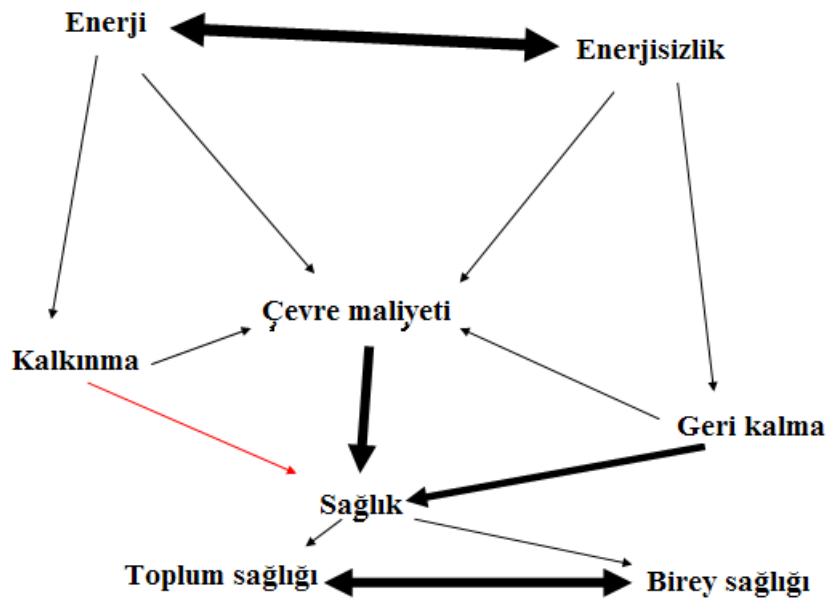 Enerji
Enerjisizlik
Çevre maliyeti
Kalkınma
Geri kalma
Sağlık
Toplum sağlığı
Birey sağlığı